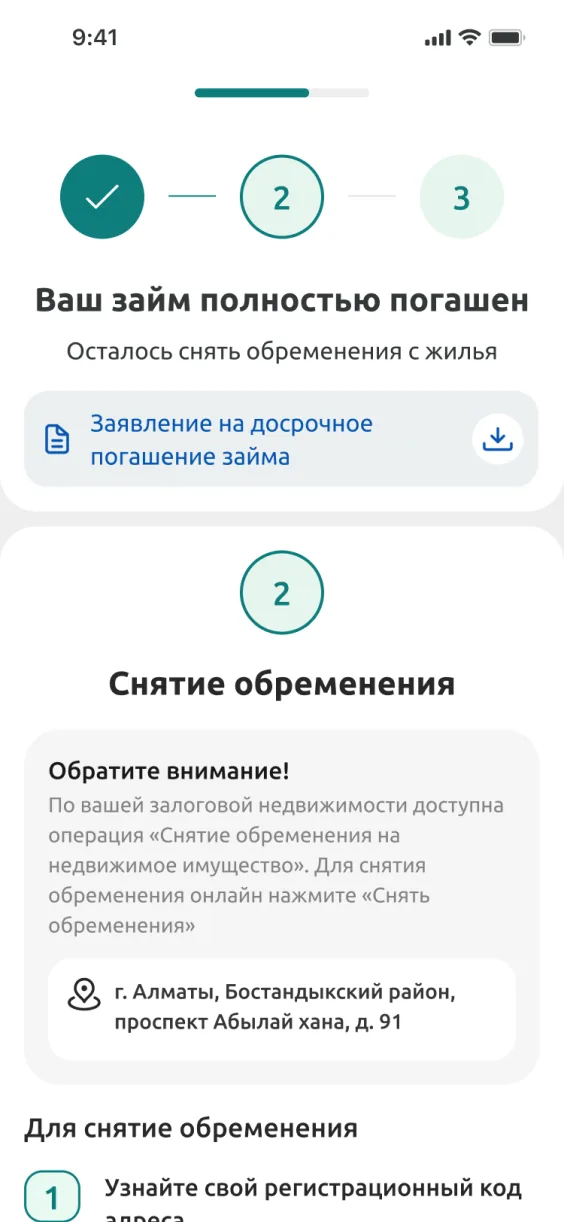 9:41
2
3
Ваш займ полностью погашен
Осталось снять обременения с жилья
Заявление на досрочное
погашение займа
2
Снятие обременения
Обратите внимание!
По вашей залоговой недвижимости доступна
операция «Снятие обременения на
недвижимое имущество». Для снятия
обременения онлайн нажмите «Снять
обременения»
г. Алматы, Бостандыкский район,
проспект Абылай хана, д. 91
Для снятие обременения
1
Узнайте свой регистрационный код
адреса